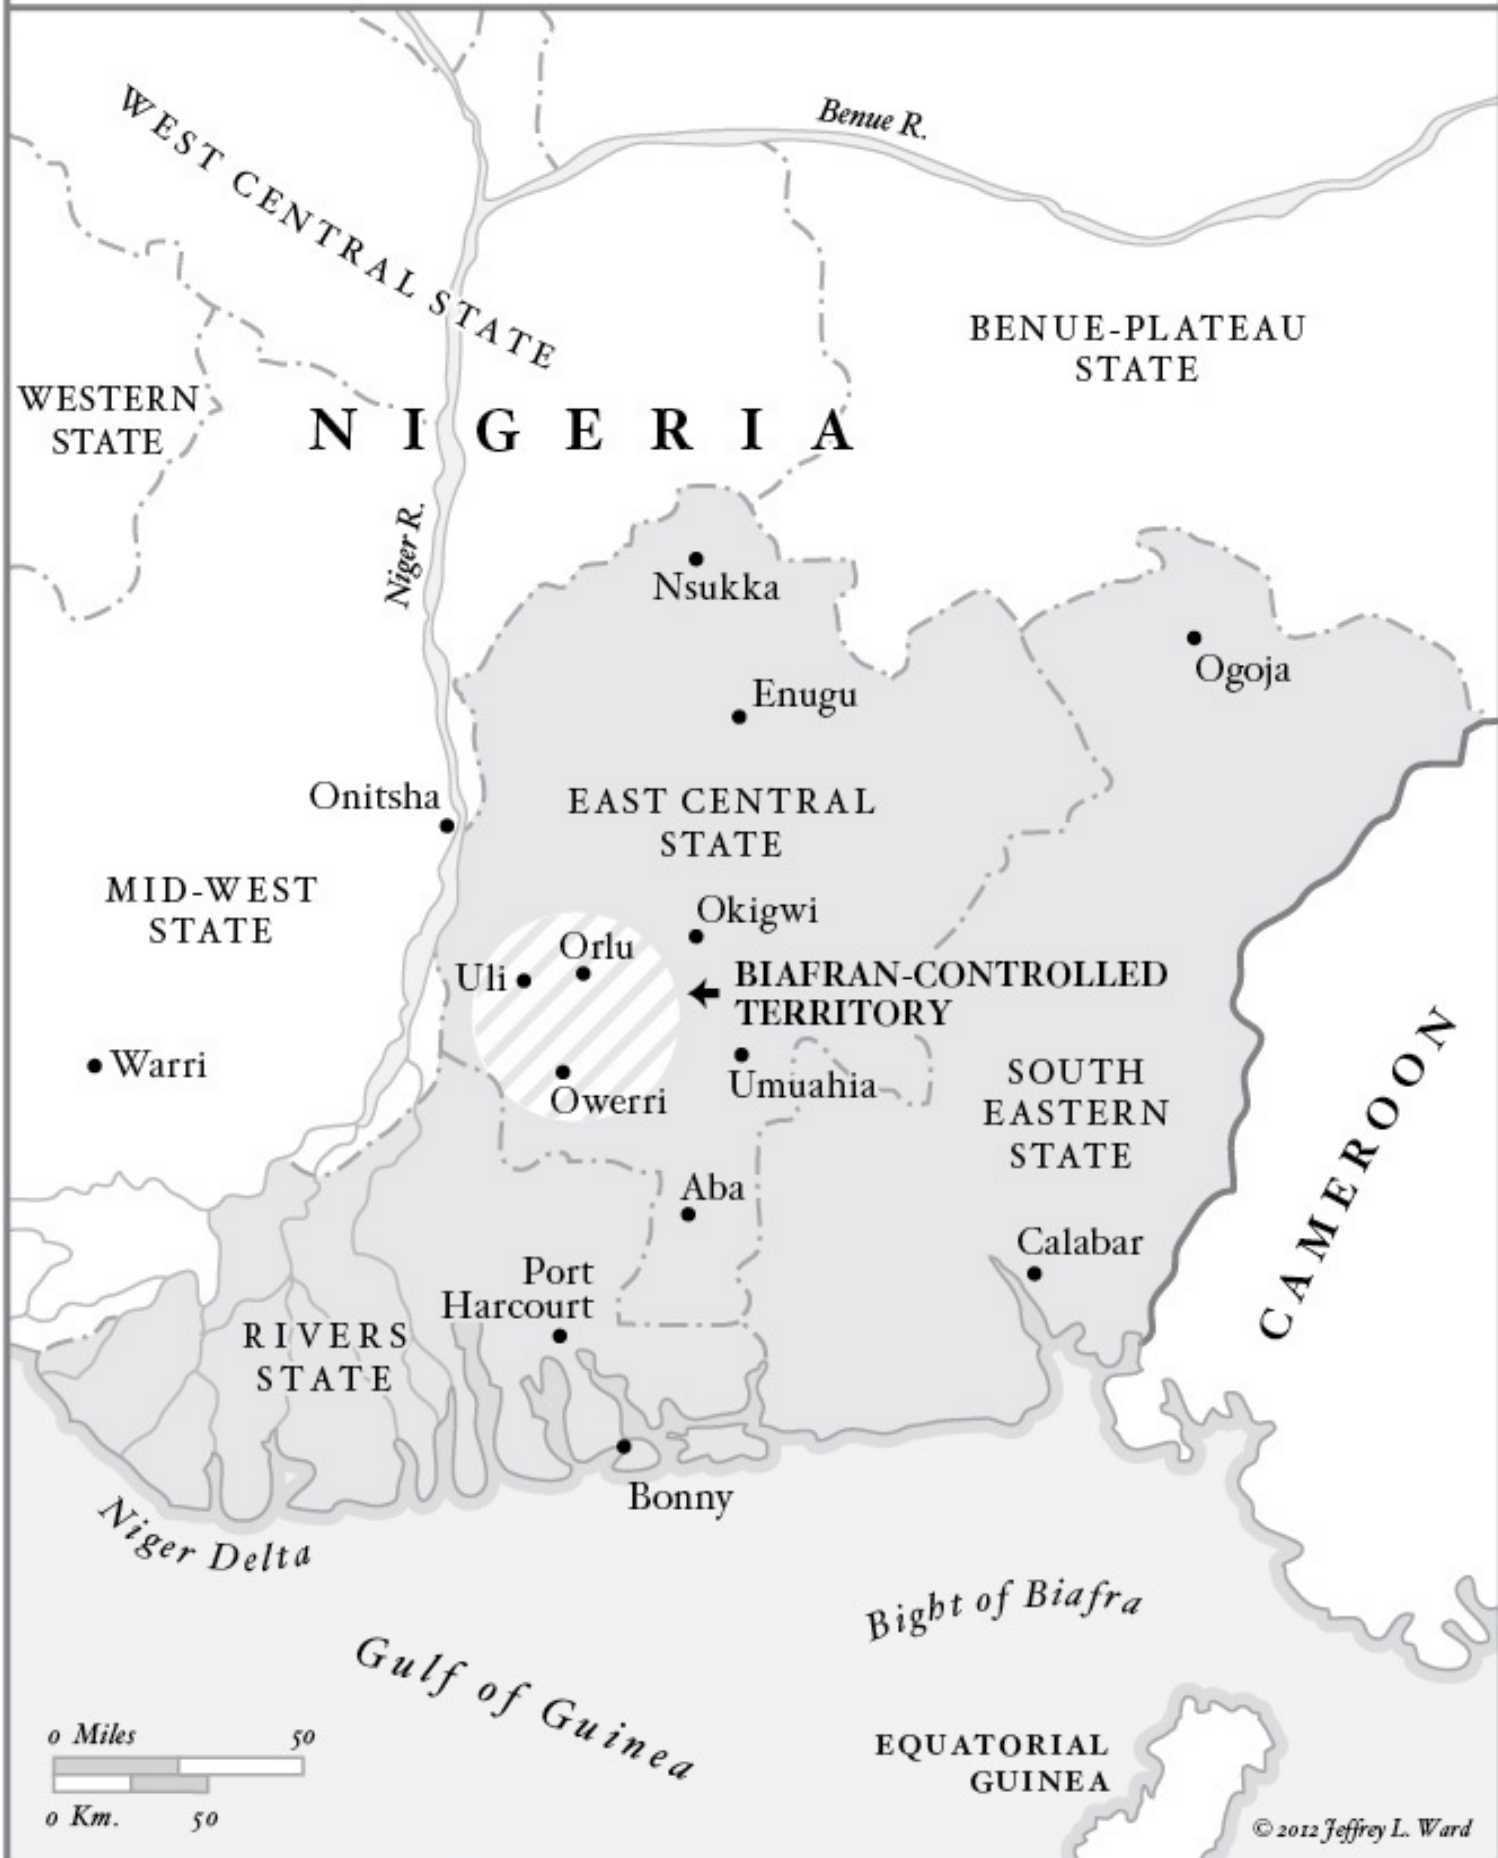 Benue R.
WEST CENTRAL STATE
BENUE-PLATEAU
STATE
WESTERN
STATE
NIGERIA
Niger R.
Nsukka
Ogoja
Enugu
Onitsha
EAST CENTRAL
STATE
MID-WEST
STATE
Okigwi
Orlu
Uli
BIAFRAN-CONTROLLED
TERRITORY
Warri
Owerri
Umuahia
SOUTH
EASTERN
STATE
CAMEROON
Aba
Calabar
Port
Harcourt
RIVERS
STATE
Bonny
Niger Delta
Bight of Biafra
Gulf of Guinea
EQUATORIAL
GUINEA
0 Miles 50
0 Km. 50
© 2012 Jeffrey L. Ward